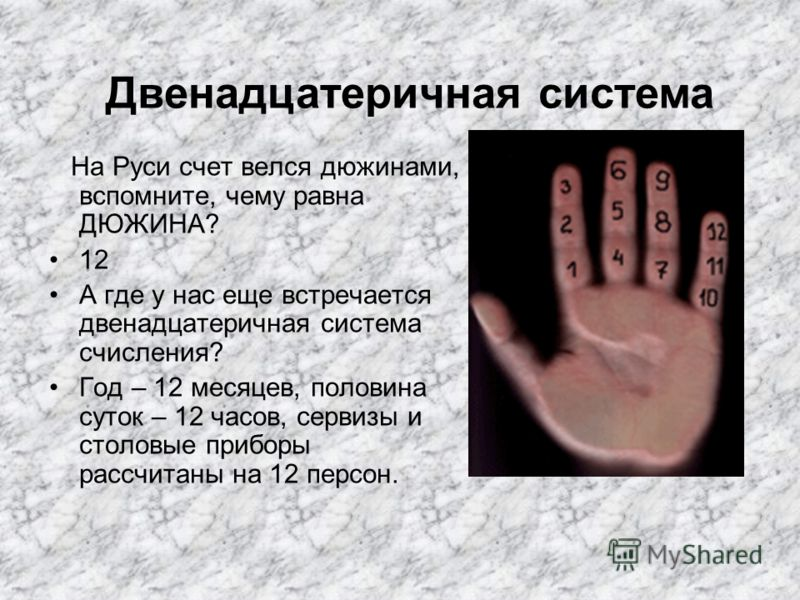 Двенадцатеричная система
На Руси счет велся дюжинами,
вспомните, чему равна
ДЮЖИНА?
• 12
• А где у нас еще встречается
двенадцатеричная система
счисления?
• Год – 12 месяцев, половина
суток – 12 часов, сервизы и
столовые приборы
рассчитаны на 12 персон.
3 6 9 12
2 5 8 11
1 4 7 10
MyShared